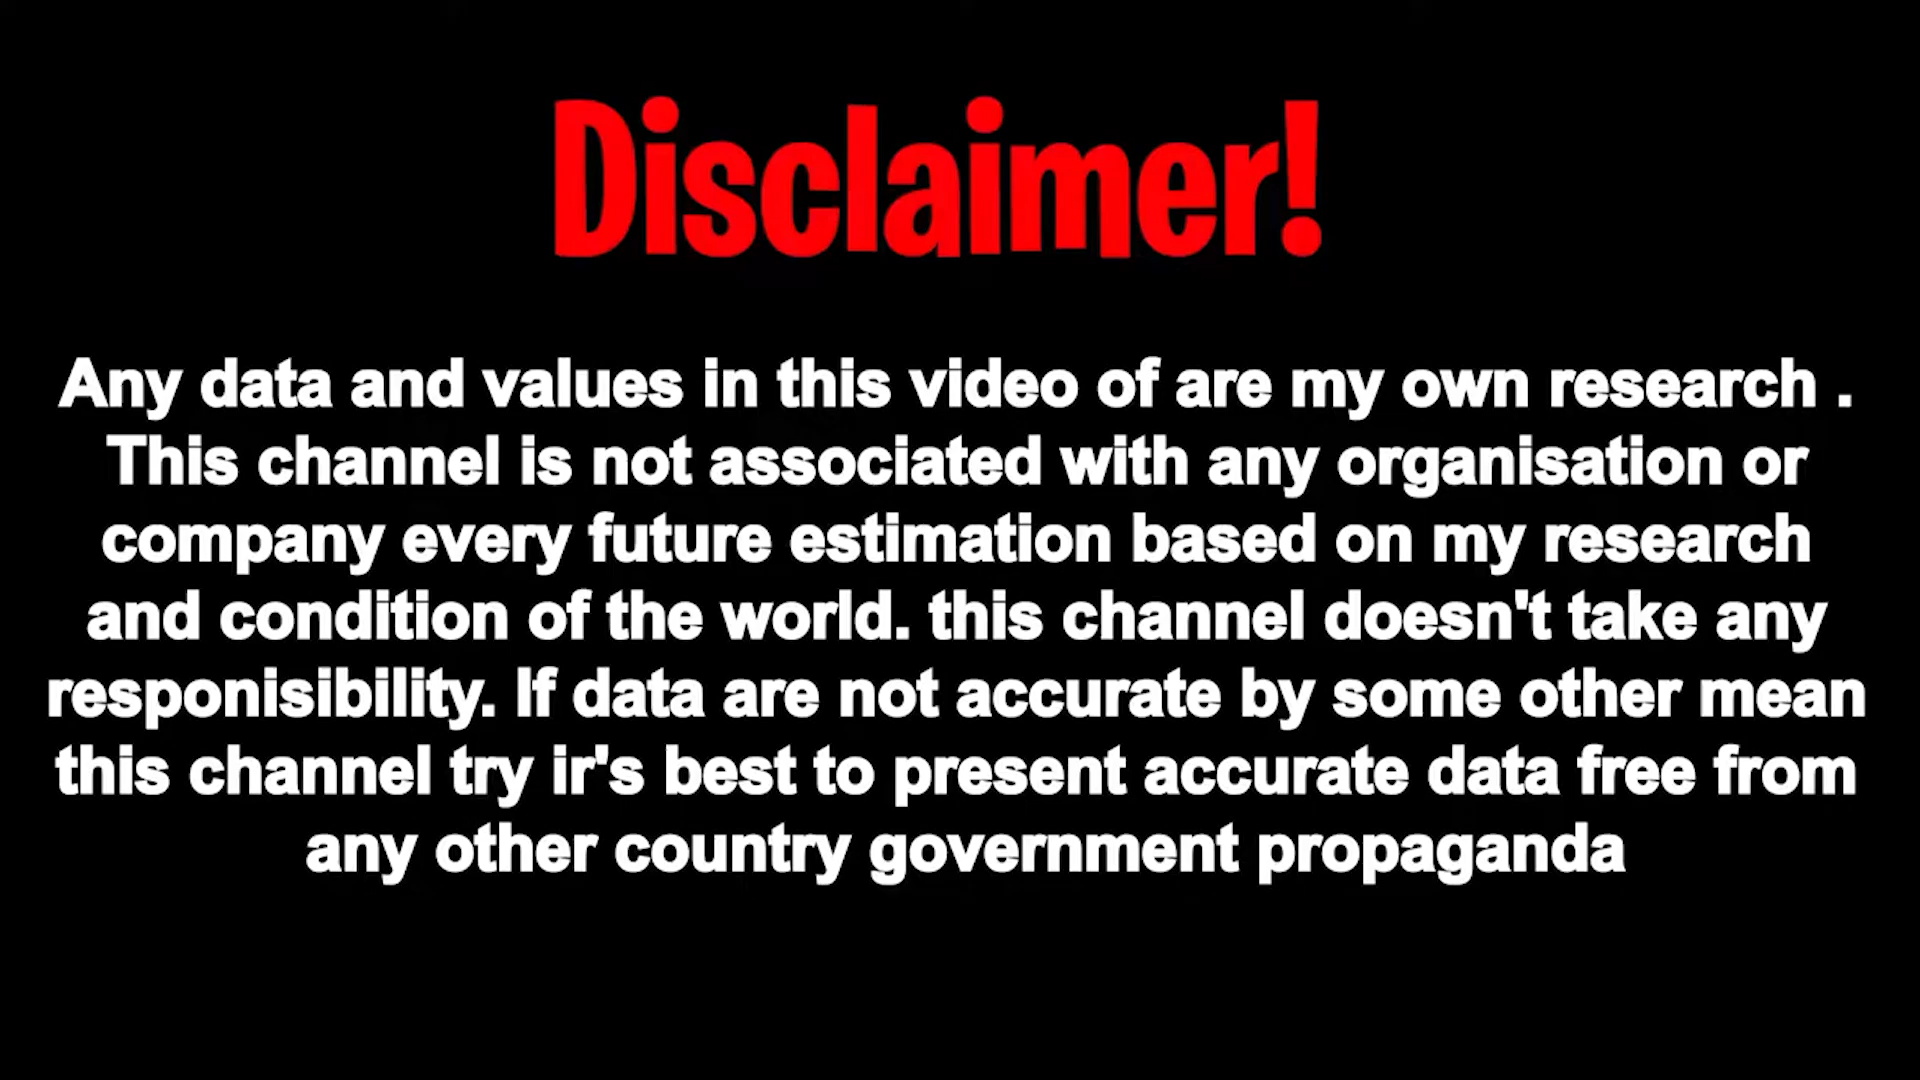 Disclaimer!
Any data and values in this video of are my own research .
This channel is not associated with any organisation or
company every future estimation based on my research
and condition of the world. this channel doesn't take any
responisibility. If data are not accurate by some other mean
this channel try ir's best to present accurate data free from
any other country government propaganda